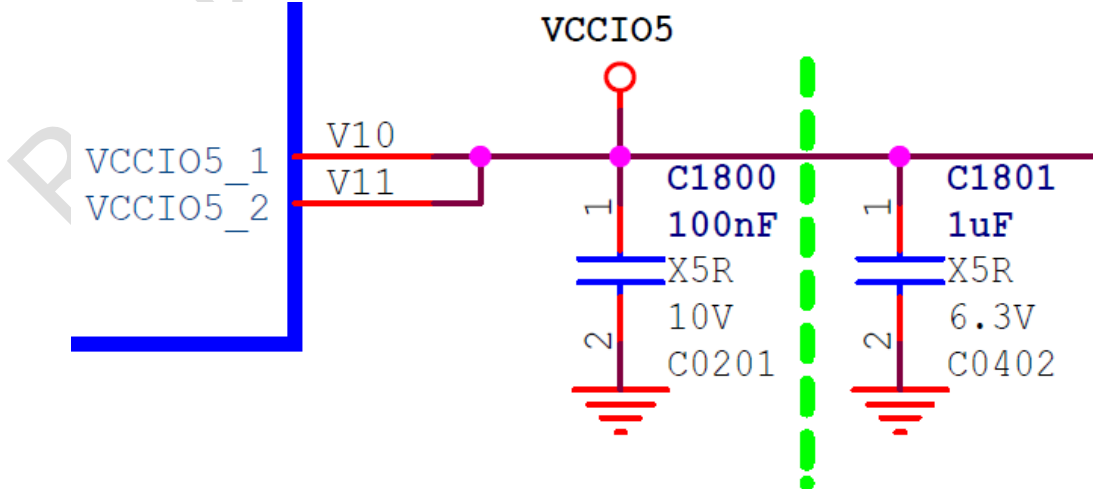 VCCIO5
V10
VCCIO5_1
V11
VCCIO5_2
1
C1800
100nF
X5R
10V
2
C0201
1
C1801
1uF
X5R
6.3V
2
C0402